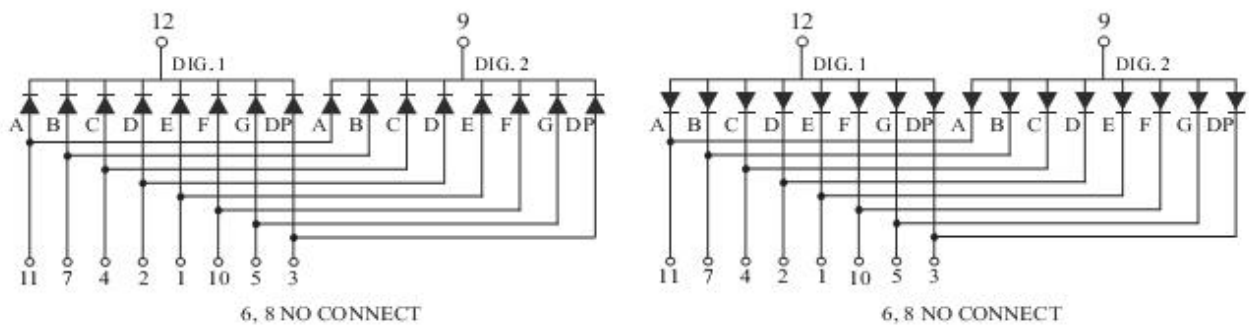 12 9 12 9
DIG. 1 DIG. 2 DIG. 1 DIG. 2
A B C D E F G DP A B C D E F G DP A B C D E F G DP A B C D E F G DP
11 7 4 2 1 10 5 3 11 7 4 2 1 10 5 3
6, 8 NO CONNECT 6, 8 NO CONNECT